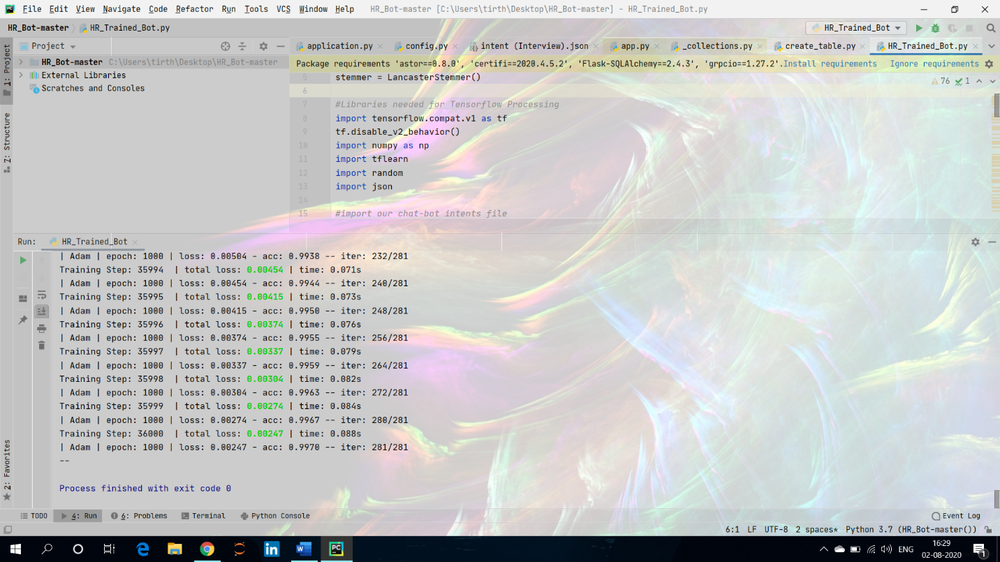 File Edit View Navigate Code Refactor Run Tools VCS Window Help HR_Bot-master [C:\Users\tirth\Desktop\HR_Bot-master] - HR_Trained_Bot.py
HR_Bot-master HR_Trained_Bot.py HR_Trained_Bot
1: Project
Z: Structure
2: Favorites
Project
HR_Bot-master C:\Users\tirth\Desktop\HR_Bot-master
External Libraries
Scratches and Consoles
application.py config.py intent (Interview).json app.py _collections.py create_table.py HR_Trained_Bot.py
Package requirements 'astor==0.8.0', 'certifi==2020.4.5.2', 'Flask-SQLAlchemy==2.4.3', 'grpcio==1.27.2'. Install requirements Ignore requirements
76 1
5 stemmer = LancasterStemmer()
6
7 #Libraries needed for Tensorflow Processing
8 import tensorflow.compat.v1 as tf
9 tf.disable_v2_behavior()
10 import numpy as np
11 import tflearn
12 import random
13 import json
14
15 #import our chat-bot intents file
Run: HR_Trained_Bot
| Adam | epoch: 1000 | loss: 0.00504 - acc: 0.9938 -- iter: 232/281
Training Step: 35994 | total loss: 0.00454 | time: 0.071s
| Adam | epoch: 1000 | loss: 0.00454 - acc: 0.9944 -- iter: 240/281
Training Step: 35995 | total loss: 0.00415 | time: 0.073s
| Adam | epoch: 1000 | loss: 0.00415 - acc: 0.9950 -- iter: 248/281
Training Step: 35996 | total loss: 0.00374 | time: 0.076s
| Adam | epoch: 1000 | loss: 0.00374 - acc: 0.9955 -- iter: 256/281
Training Step: 35997 | total loss: 0.00337 | time: 0.079s
| Adam | epoch: 1000 | loss: 0.00337 - acc: 0.9959 -- iter: 264/281
Training Step: 35998 | total loss: 0.00304 | time: 0.082s
| Adam | epoch: 1000 | loss: 0.00304 - acc: 0.9963 -- iter: 272/281
Training Step: 35999 | total loss: 0.00274 | time: 0.084s
| Adam | epoch: 1000 | loss: 0.00274 - acc: 0.9967 -- iter: 280/281
Training Step: 36000 | total loss: 0.00247 | time: 0.088s
| Adam | epoch: 1000 | loss: 0.00247 - acc: 0.9970 -- iter: 281/281
--
Process finished with exit code 0
TODO 4: Run 6: Problems Terminal Python Console Event Log
6:1 LF UTF-8 2 spaces* Python 3.7 (HR_Bot-master())
ENG 16:29
02-08-2020 1